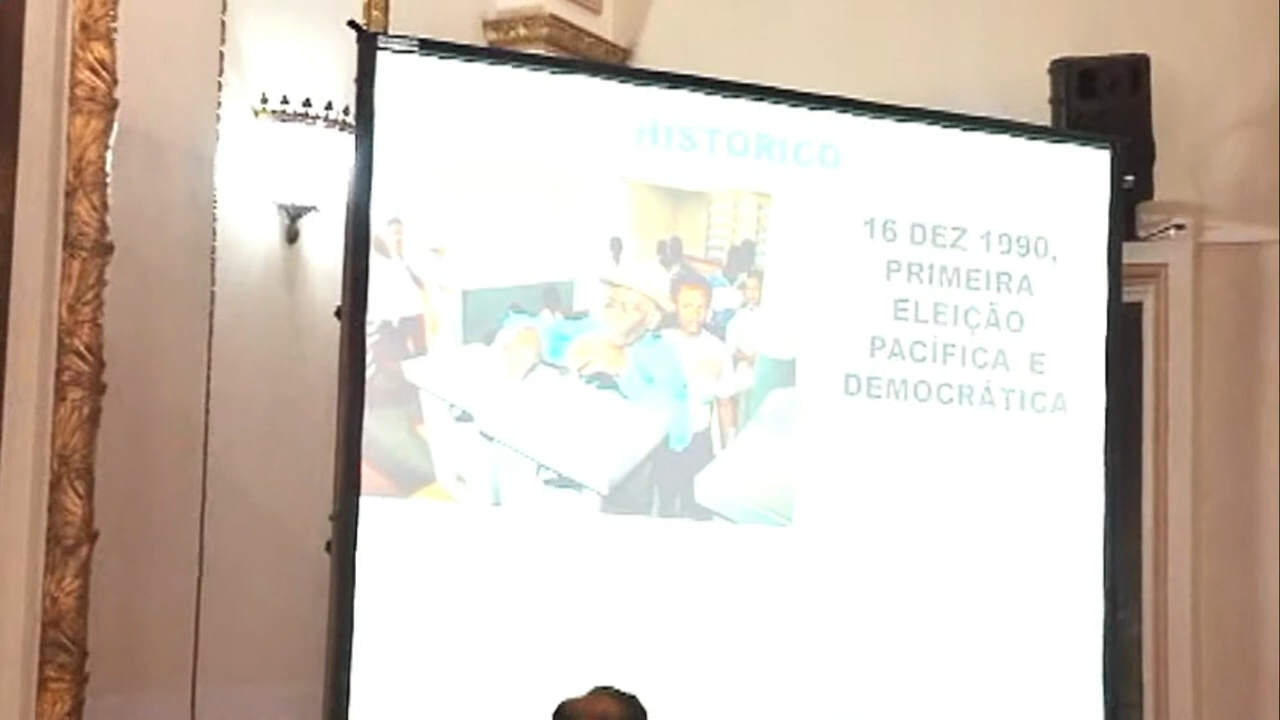 HISTORICO
16 DEZ 1990,
PRIMEIRA
ELEIÇÃO
PACÍFICA E
DEMOCRÁTICA